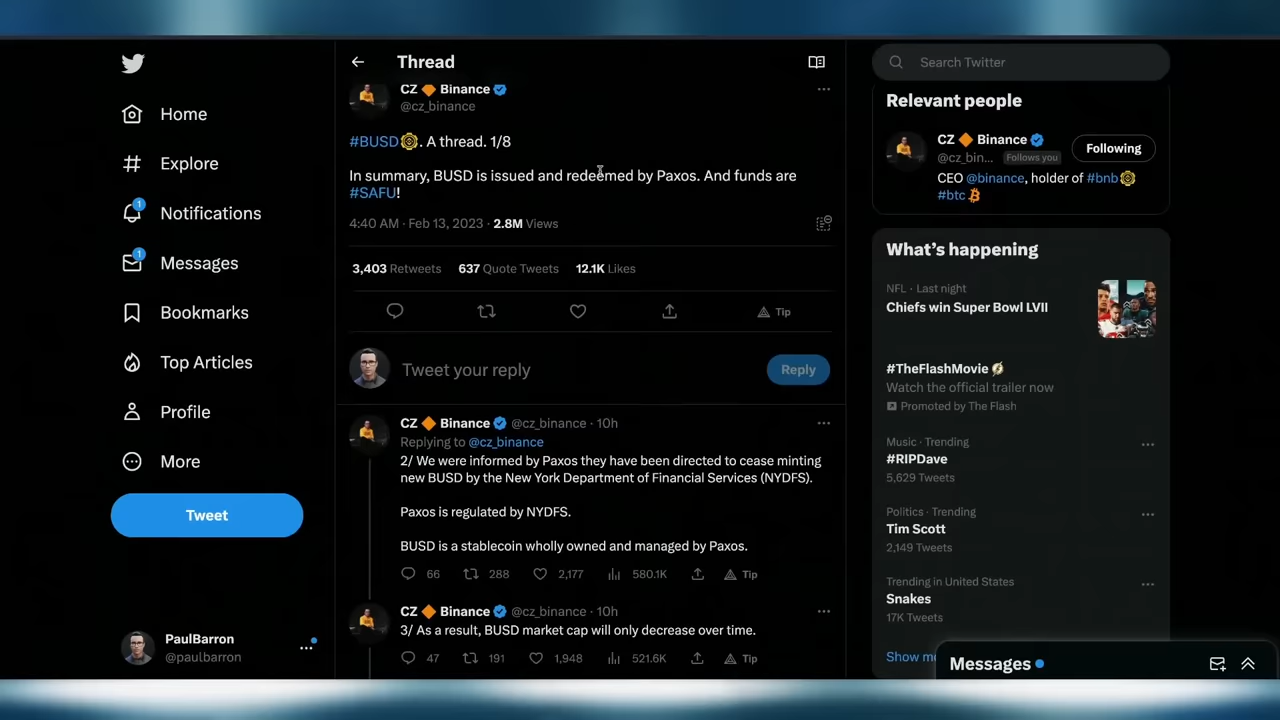 Home
Explore
1
Notifications
1
Messages
Bookmarks
Top Articles
Profile
More
Tweet
PaulBarron
@paulbarron
Thread
CZ Binance
@cz_binance
#BUSD. A thread. 1/8
In summary, BUSD is issued and redeemed by Paxos. And funds are
#SAFU!
4:40 AM · Feb 13, 2023 · 2.8M Views
3,403 Retweets 637 Quote Tweets 12.1K Likes
Tip
Tweet your reply
Reply
CZ Binance @cz_binance · 10h
Replying to @cz_binance
2/ We were informed by Paxos they have been directed to cease minting
new BUSD by the New York Department of Financial Services (NYDFS).
Paxos is regulated by NYDFS.
BUSD is a stablecoin wholly owned and managed by Paxos.
66 288 2,177 580.1K Tip
CZ Binance @cz_binance · 10h
3/ As a result, BUSD market cap will only decrease over time.
47 191 1,948 521.6K Tip
Search Twitter
Relevant people
CZ Binance
@cz_bin... Follows you
Following
CEO @binance, holder of #bnb
#btc
What's happening
NFL · Last night
Chiefs win Super Bowl LVII
#TheFlashMovie
Watch the official trailer now
Promoted by The Flash
Music · Trending
#RIPDave
5,629 Tweets
Politics · Trending
Tim Scott
2,149 Tweets
Trending in United States
Snakes
17K Tweets
Show m
Messages